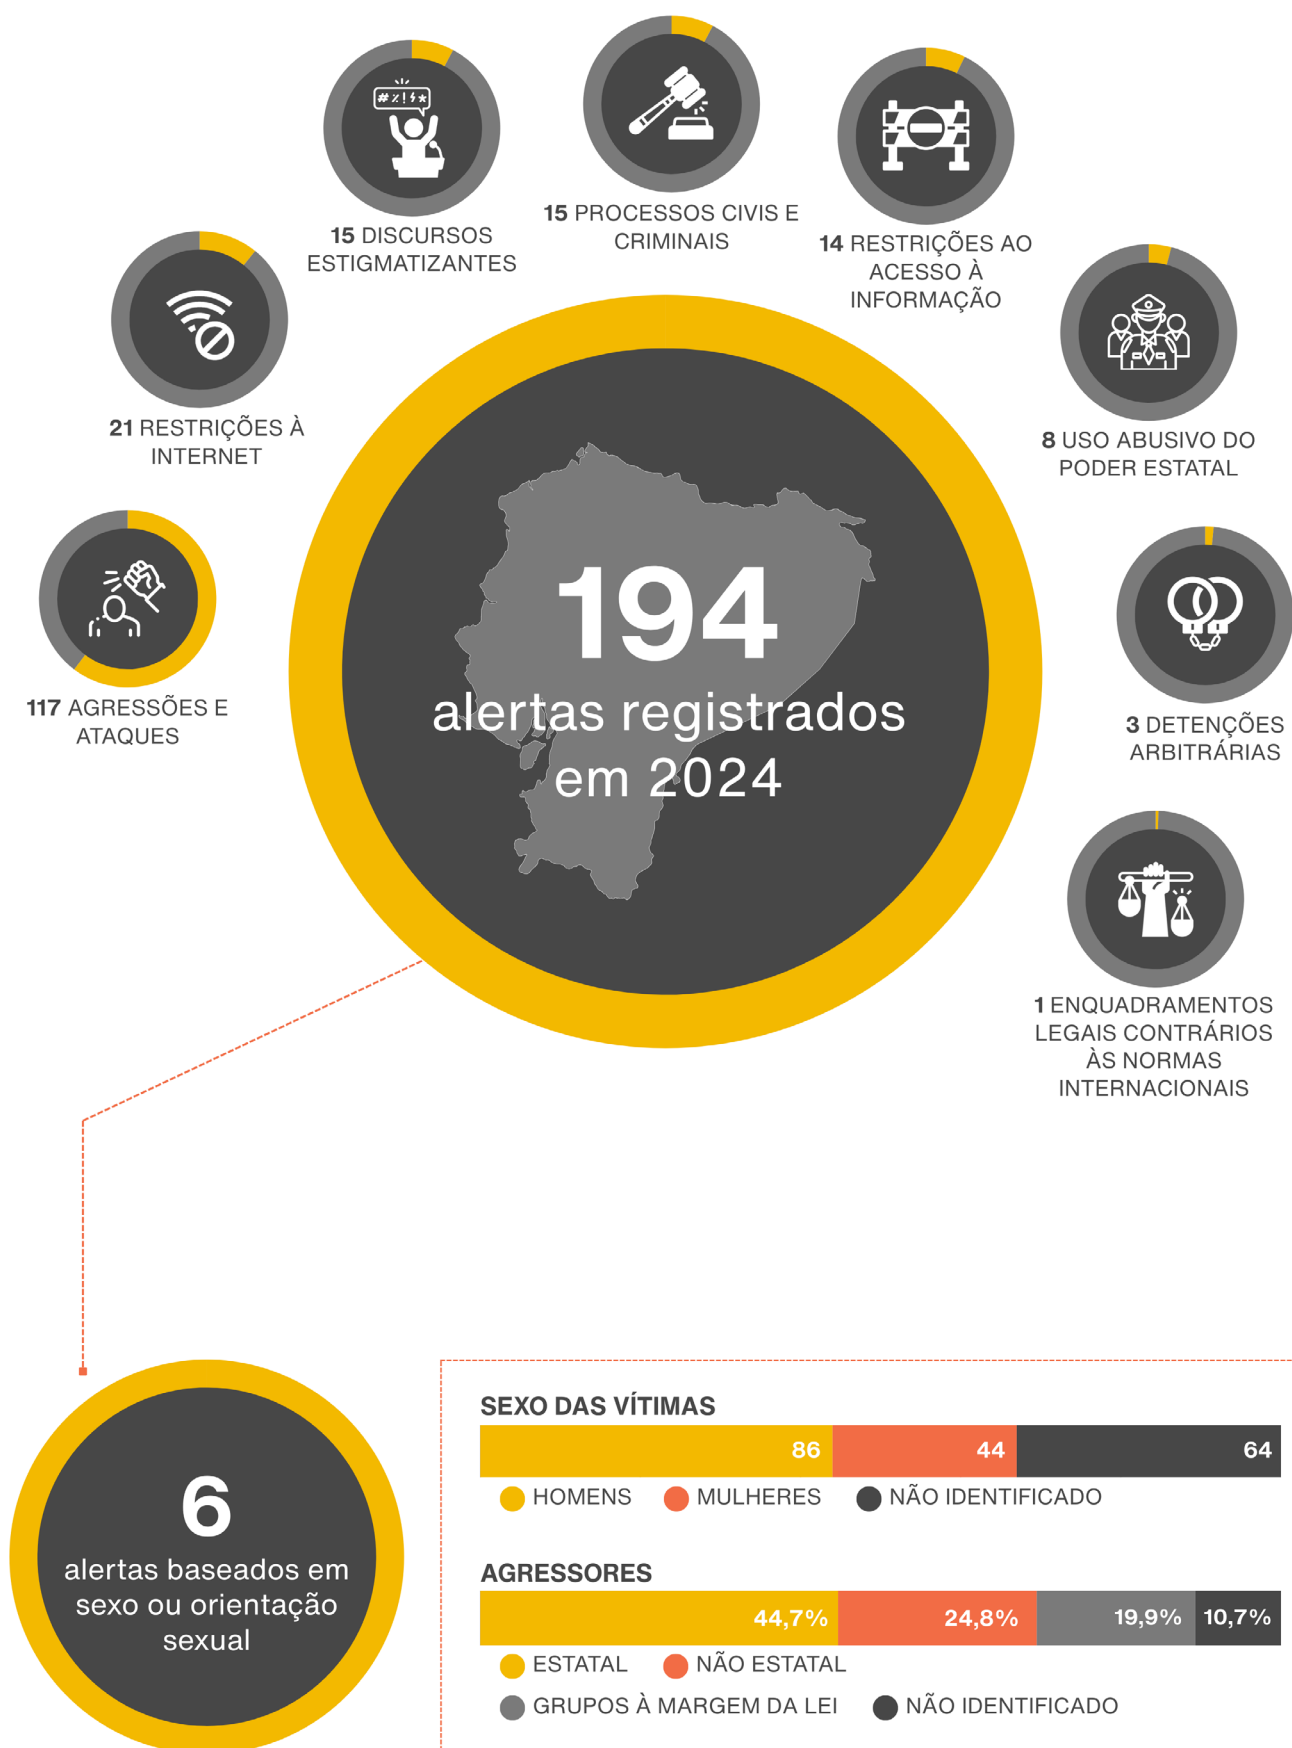 15 DISCURSOS
ESTIGMATIZANTES
15 PROCESSOS CIVIS E
CRIMINAIS
14 RESTRIÇÕES AO
ACESSO À
INFORMAÇÃO
21 RESTRIÇÕES À
INTERNET
8 USO ABUSIVO DO
PODER ESTATAL
117 AGRESSÕES E
ATAQUES
3 DETENÇÕES
ARBITRÁRIAS
1 ENQUADRAMENTOS
LEGAIS CONTRÁRIOS
ÀS NORMAS
INTERNACIONAIS
194
alertas registrados
em 2024
6
alertas baseados em
sexo ou orientação
sexual
SEXO DAS VÍTIMAS
86 44 64
HOMENS MULHERES NÃO IDENTIFICADO
AGRESSORES
44,7% 24,8% 19,9% 10,7%
ESTATAL NÃO ESTATAL
GRUPOS À MARGEM DA LEI NÃO IDENTIFICADO